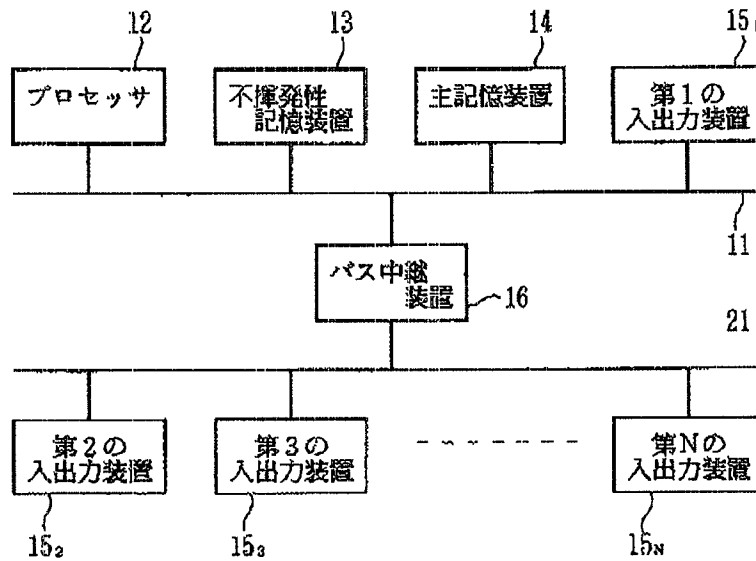 12
13
14
15
プロセッサ
不揮発性
記憶装置
主記憶装置
第1の
入出力装置
11
バス中継
装置
16
21
第2の
入出力装置
第3の
入出力装置
第Nの
入出力装置
15₂
15₃
15ɴ